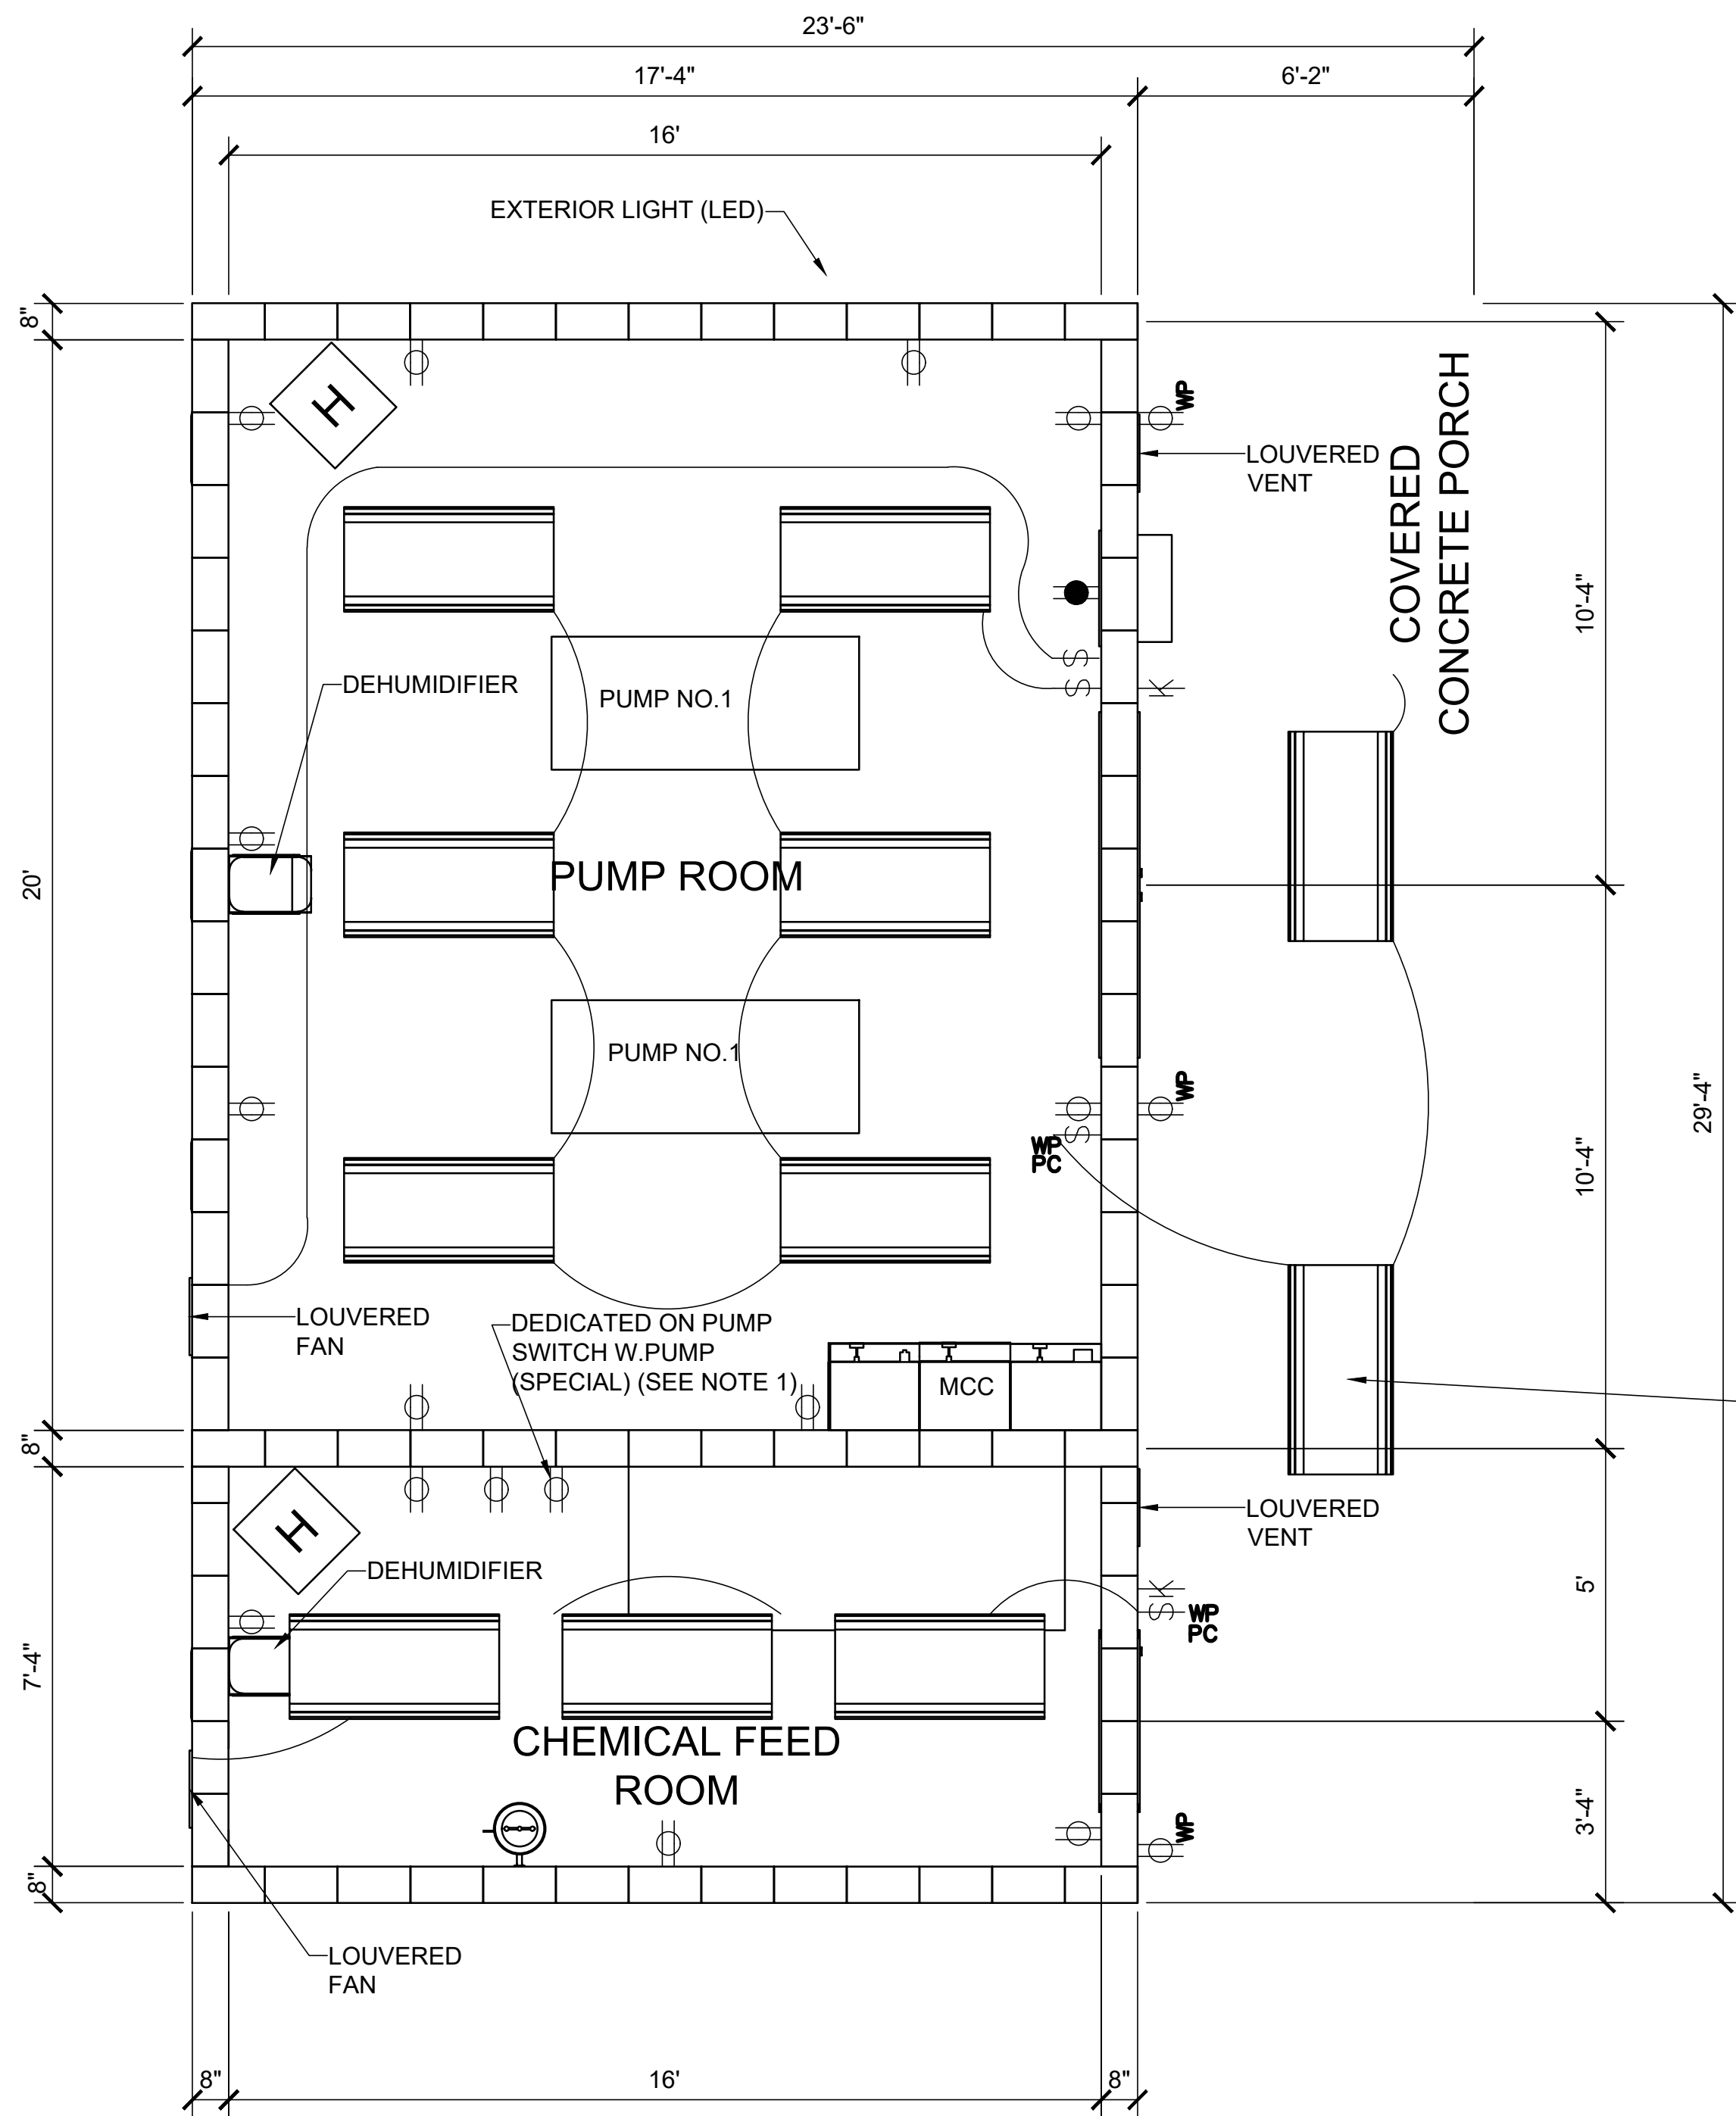 23'-6"
17'-4"
6'-2"
16'
EXTERIOR LIGHT (LED)
8"
H
WP
LOUVERED
VENT
COVERED
CONCRETE PORCH
10'-4"
S
S
K
DEHUMIDIFIER
PUMP NO.1
PUMP ROOM
20'
PUMP NO.1
WP
S
WP
PC
29'-4"
10'-4"
LOUVERED
FAN
DEDICATED ON PUMP
SWITCH W.PUMP
(SPECIAL) (SEE NOTE 1)
MCC
8"
H
LOUVERED
VENT
DEHUMIDIFIER
K
S
WP
PC
5'
7'-4"
CHEMICAL FEED
ROOM
WP
3'-4"
8"
LOUVERED
FAN
8"
16'
8"